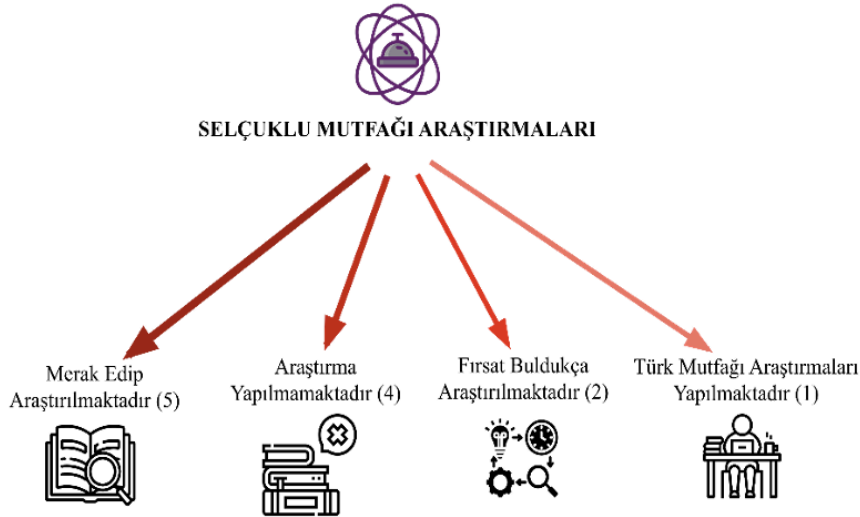 SELÇUKLU MUTFAĞI ARAŞTIRMALARI
Merak Edip
Araştırılmaktadır (5)
Araştırma
Yapılmamaktadır (4)
Fırsat Buldukça
Araştırılmaktadır (2)
Türk Mutfağı Araştırmaları
Yapılmaktadır (1)